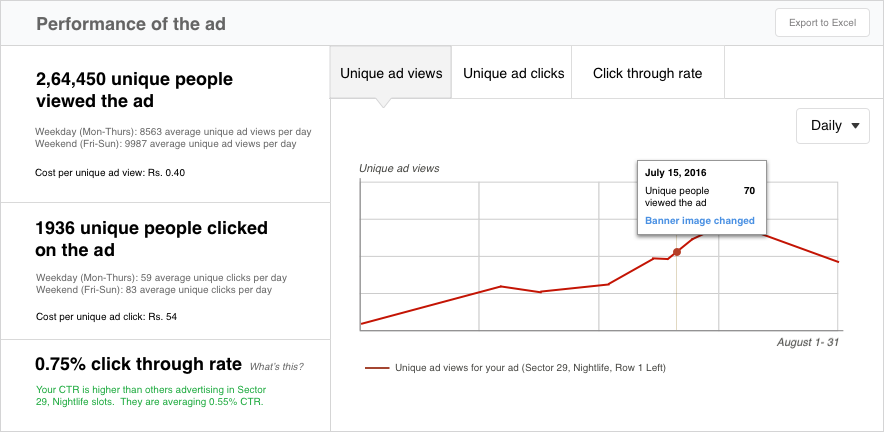 Performance of the ad
Export to Excel
2,64,450 unique people
viewed the ad
Weekday (Mon-Thurs): 8563 average unique ad views per day
Weekend (Fri-Sun): 9987 average unique ad views per day
Cost per unique ad view: Rs. 0.40
1936 unique people clicked
on the ad
Weekday (Mon-Thurs): 59 average unique clicks per day
Weekend (Fri-Sun): 83 average unique clicks per day
Cost per unique ad click: Rs. 54
0.75% click through rate What's this?
Your CTR is higher than others advertising in Sector
29, Nightlife slots. They are averaging 0.55% CTR.
Unique ad views
Unique ad clicks
Click through rate
Daily
Unique ad views
July 15, 2016
Unique people 70
viewed the ad
Banner image changed
August 1- 31
Unique ad views for your ad (Sector 29, Nightlife, Row 1 Left)